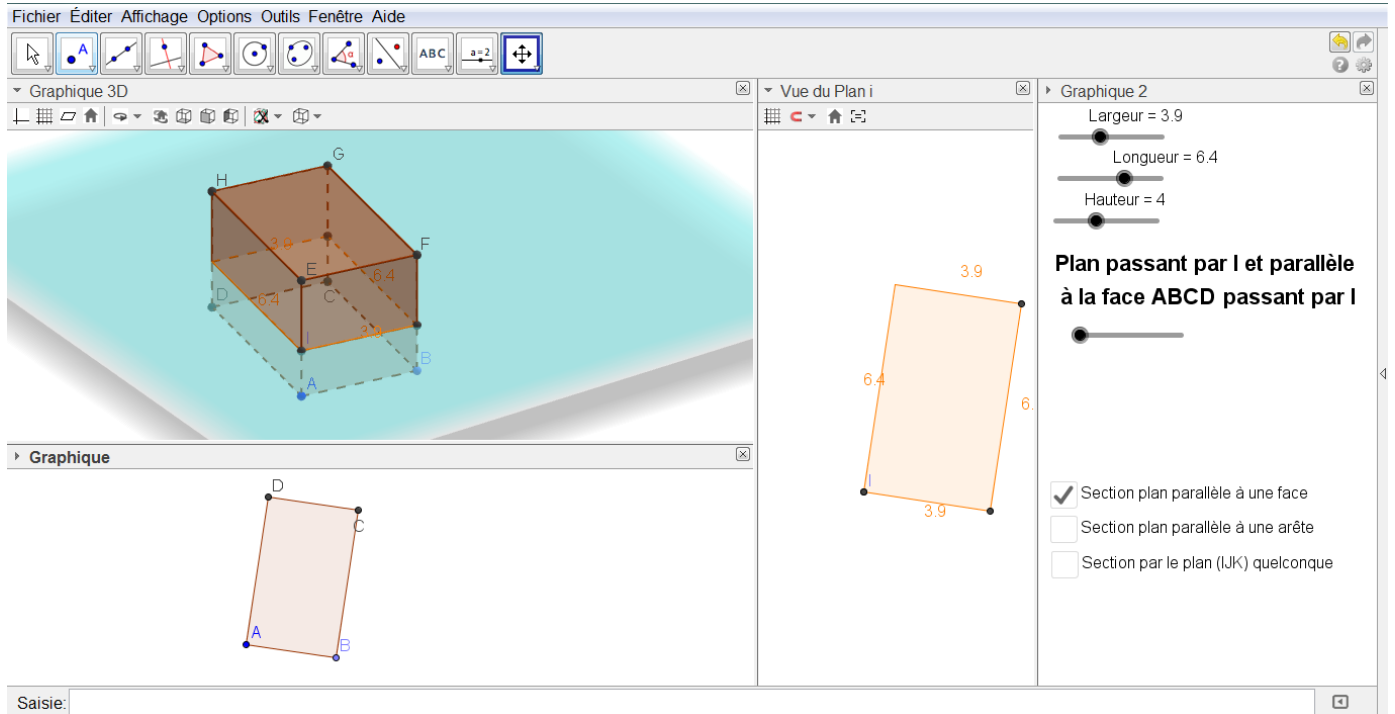 Fichier Éditer Affichage Options Outils Fenêtre Aide
A
α
ABC
a=2
Graphique 3D
G
H
3.9
F
E
6.4
D
6.4
C
I
3.9
B
A
Graphique
D
C
A
B
Vue du Plan i
3.9
6.4
6.
I
3.9
Graphique 2
Largeur = 3.9
Longueur = 6.4
Hauteur = 4
Plan passant par I et parallèle
à la face ABCD passant par I
Section plan parallèle à une face
Section plan parallèle à une arête
Section par le plan (IJK) quelconque
Saisie: